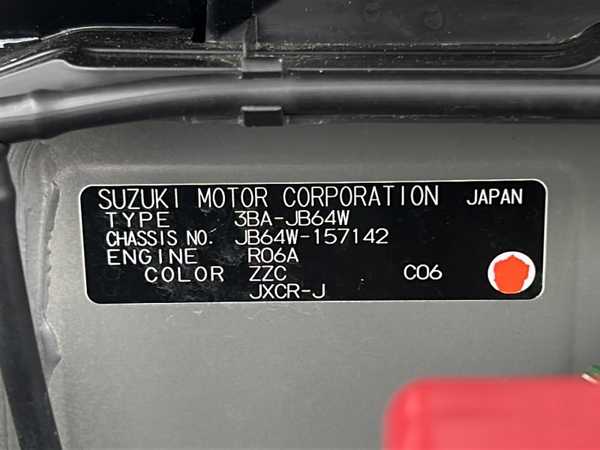 SUZUKI MOTOR CORPORATION JAPAN
TYPE 3BA-JB64W
CHASSIS NO. JB64W-157142
ENGINE R06A
COLOR ZZC C06
JXCR-J